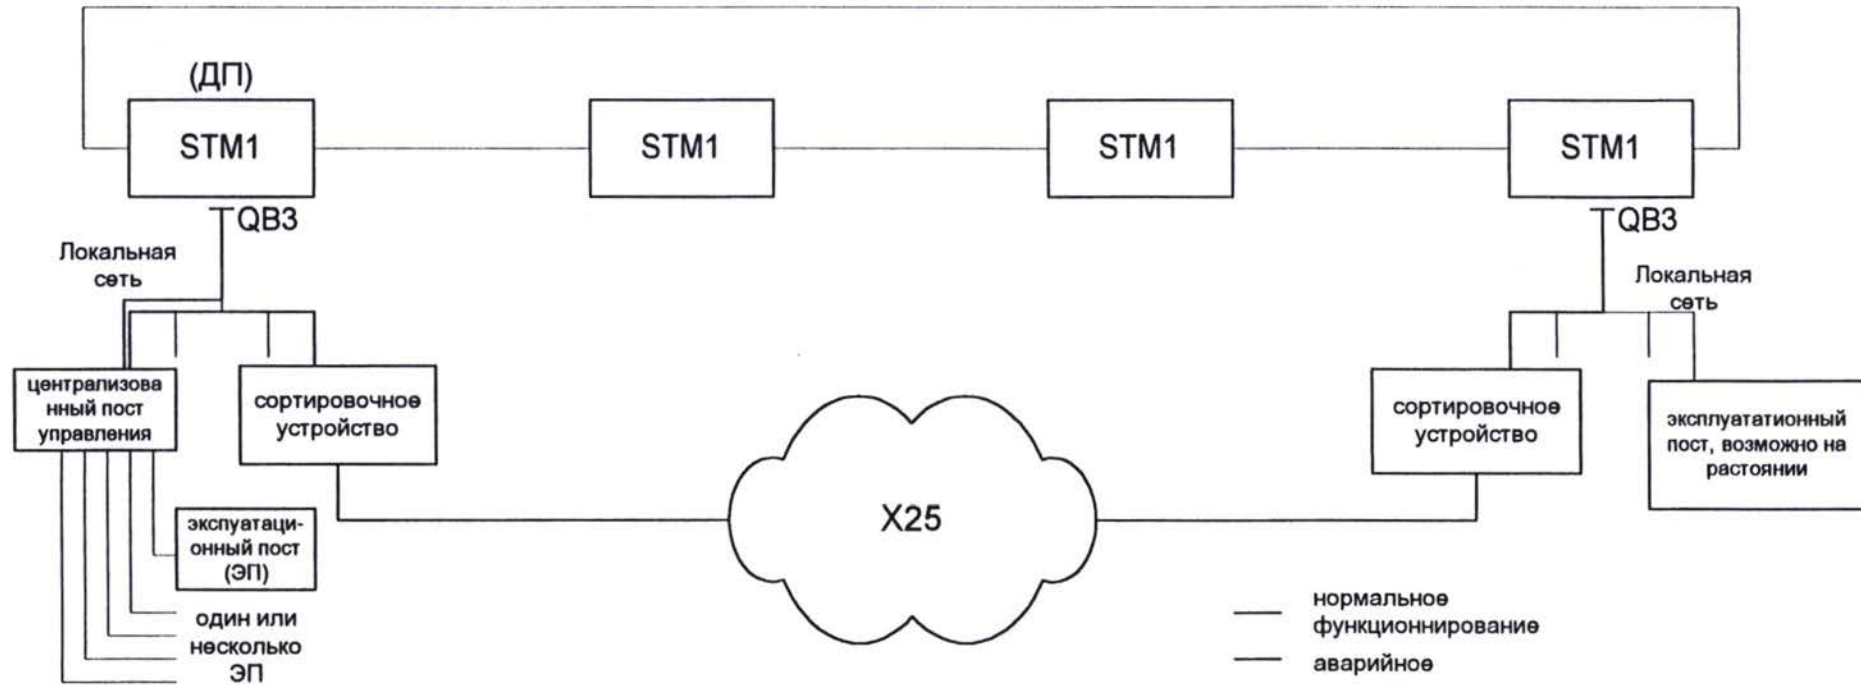 (ДП)
STM1
STM1
STM1
STM1
QB3
QB3
Локальная
сеть
Локальная
сеть
централизова
нный пост
управления
сортировочное
устройство
сортировочное
устройство
эксплуататионный
пост, возможно на
растоянии
X25
экспуатаци-
онный пост
(ЭП)
один или
несколько
ЭП
нормальное
функционнирование
аварийное